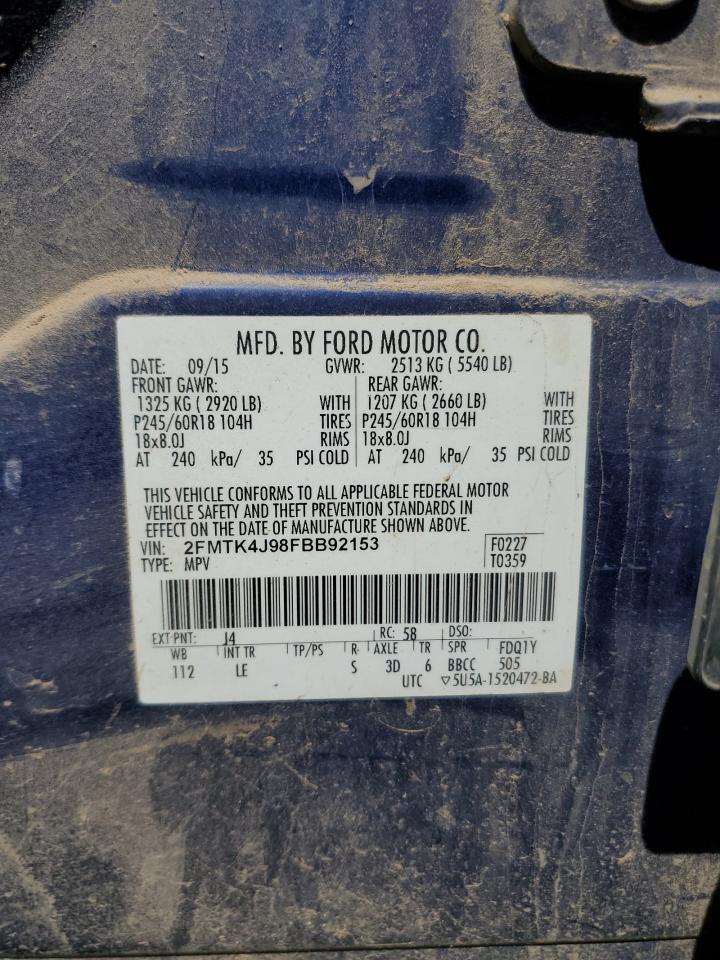 MFD. BY FORD MOTOR CO.
DATE: 09/15 GVWR: 2513 KG ( 5540 LB)
FRONT GAWR: REAR GAWR:
1325 KG ( 2920 LB) WITH 1207 KG ( 2660 LB) WITH
P245/60R18 104H TIRES P245/60R18 104H TIRES
18x8.0J RIMS 18x8.0J RIMS
AT 240 kPa/ 35 PSI COLD AT 240 kPa/ 35 PSI COLD
THIS VEHICLE CONFORMS TO ALL APPLICABLE FEDERAL MOTOR
VEHICLE SAFETY AND THEFT PREVENTION STANDARDS IN
EFFECT ON THE DATE OF MANUFACTURE SHOWN ABOVE.
VIN: 2FMTK4J98FBB92153 F0227
TYPE: MPV T0359
EXT PNT: J4 RC: 58 DSO:
WB INT TR TP/PS R- AXLE TR SPR FDQ1Y
112 LE S 3D 6 BBCC 505
UTC ▽5U5A-1520472-BA